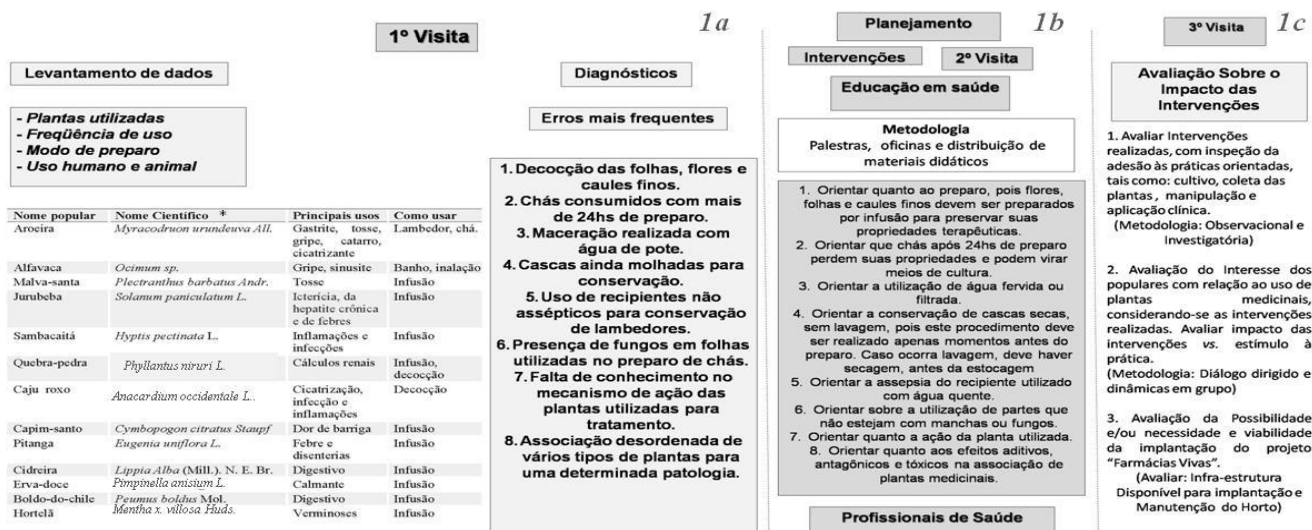 1º Visita
1a
Levantamento de dados
- Plantas utilizadas
- Freqüência de uso
- Modo de preparo
- Uso humano e animal
Nome popular Nome Científico * Principais usos Como usar
Aroeira Myracodruon urundeuva All. Gastrite, tosse, Lambedor, chá.
gripe, catarro,
cicatrizante
Alfavaca Ocimum sp. Gripe, sinusite Banho, inalação
Malva-santa Plectranthus barbatus Andr. Tosse Infusão
Jurubeba Solanum paniculatum L. Icterícia, da Infusão
hepatite crônica
e de febres
Sambacaitá Hyptis pectinata L. Inflamações e Infusão
infecções
Quebra-pedra Phyllantus niruri L. Cálculos renais Infusão,
decocção
Caju roxo Anacardium occidentale L.. Cicatrização, Decocção
infecção e
inflamações
Capim-santo Cymbopogon citratus Staupf Dor de barriga Infusão
Pitanga Eugenia uniflora L. Febre e Infusão
disenterias
Cidreira Lippia Alba (Mill.) N. E. Br. Digestivo Infusão
Erva-doce Pimpinella anisium L. Calmante Infusão
Boldo-do-chile Peumus boldus Mol. Digestivo Infusão
Hortelã Mentha x. villosa Huds. Verminoses Infusão
Diagnósticos
Erros mais frequentes
1. Decocção das folhas, flores e
caules finos.
2. Chás consumidos com mais
de 24hs de preparo.
3. Maceração realizada com
água de pote.
4. Cascas ainda molhadas para
conservação.
5. Uso de recipientes não
assépticos para conservação
de lambedores.
6. Presença de fungos em folhas
utilizadas no preparo de chás.
7. Falta de conhecimento no
mecanismo de ação das
plantas utilizadas para
tratamento.
8. Associação desordenada de
vários tipos de plantas para
uma determinada patologia.
Planejamento
1b
Intervenções
2º Visita
Educação em saúde
Metodologia
Palestras, oficinas e distribuição de
materiais didáticos
1. Orientar quanto ao preparo, pois flores,
folhas e caules finos devem ser preparados
por infusão para preservar suas
propriedades terapêuticas.
2. Orientar que chás após 24hs de preparo
perdem suas propriedades e podem virar
meios de cultura.
3. Orientar a utilização de água fervida ou
filtrada.
4. Orientar a conservação de cascas secas,
sem lavagem, pois este procedimento deve
ser realizado apenas momentos antes do
preparo. Caso ocorra lavagem, deve haver
secagem, antes da estocagem
5. Orientar a assepsia do recipiente utilizado
com água quente.
6. Orientar sobre a utilização de partes que
não estejam com manchas ou fungos.
7. Orientar quanto a ação da planta utilizada.
8. Orientar quanto aos efeitos aditivos,
antagônicos e tóxicos na associação de
plantas medicinais.
Profissionais de Saúde
3º Visita
1c
Avaliação Sobre o
Impacto das
Intervenções
1. Avaliar Intervenções
realizadas, com inspeção da
adesão às práticas orientadas,
tais como: cultivo, coleta das
plantas , manipulação e
aplicação clínica.
(Metodologia: Observacional e
Investigatória)
2. Avaliação do Interesse dos
populares com relação ao uso de
plantas medicinais,
considerando-se as intervenções
realizadas. Avaliar impacto das
intervenções vs. estímulo à
prática.
(Metodologia: Diálogo dirigido e
dinâmicas em grupo)
3. Avaliação da Possibilidade
e/ou necessidade e viabilidade
da implantação do projeto
"Farmácias Vivas".
(Avaliar: Infra-estrutura
Disponível para implantação e
Manutenção do Horto)